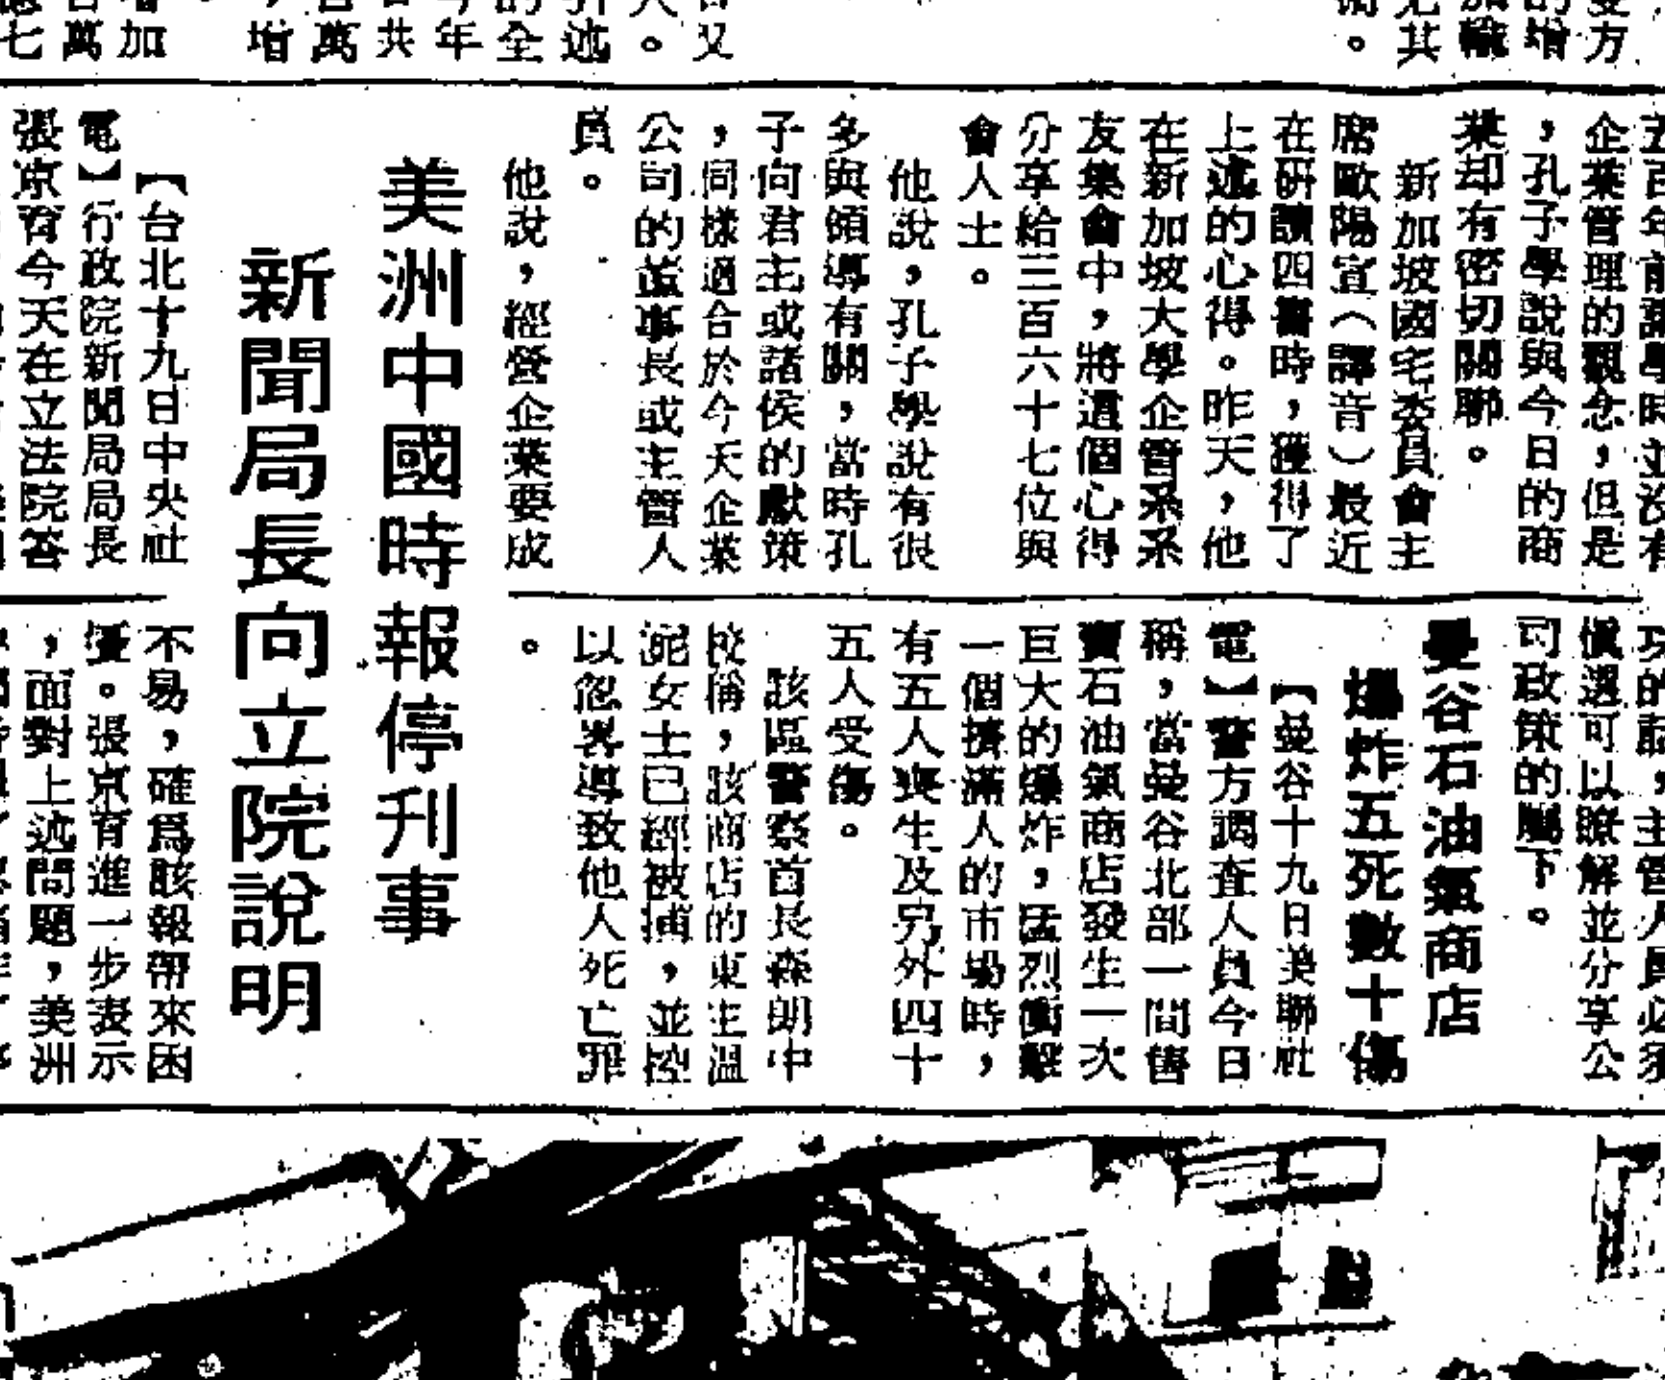 企業管理的觀念，但是
，孔子學說與今日的商
業却有密切關聯。
新加坡國宅委員會主
席歐陽宣（譯音）最近
在研讀四書時，獲得了
上述的心得。昨天，他
在新加坡大學企管系系
友集會中，將這個心得
分享給三百六十七位與
會人士。
他說，孔子學說有很
多與領導有關，當時孔
子向君主或諸侯的獻策
，同樣適合於今天企業
公司的董事長或主管人
員。
他說，經營企業要成
功的話，主管人員必須
慎選可以瞭解並分享公
司政策的屬下。
曼谷石油氣商店
爆炸五死數十傷
【曼谷十九日美聯社
電】警方調查人員今日
稱，當曼谷北部一間售
賣石油氣商店發生一次
巨大的爆炸，猛烈衝擊
一個擠滿人的市場時，
有五人喪生及另外四十
五人受傷。
該區警察首長森朗中
校稱，該商店的東主溫
妮女士已經被捕，並控
以忽畧導致他人死亡罪
。
美洲中國時報停刊事
新聞局長向立院說明
【台北十九日中央社
電】行政院新聞局局長
張京育今天在立法院答
不易，確爲該報帶來困
擾。張京育進一步表示
，面對上述問題，美洲